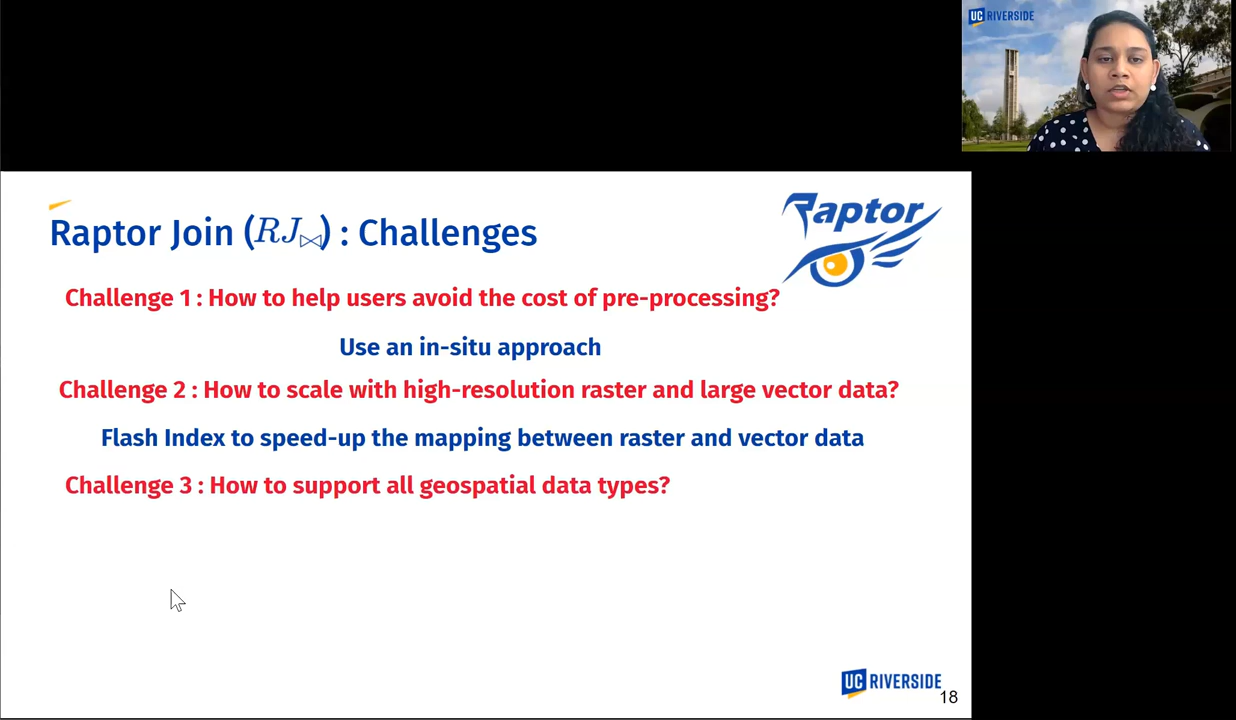 UC RIVERSIDE
Raptor
Raptor Join (RJ⋈) : Challenges
Challenge 1 : How to help users avoid the cost of pre-processing?
Use an in-situ approach
Challenge 2 : How to scale with high-resolution raster and large vector data?
Flash Index to speed-up the mapping between raster and vector data
Challenge 3 : How to support all geospatial data types?
UC RIVERSIDE
18